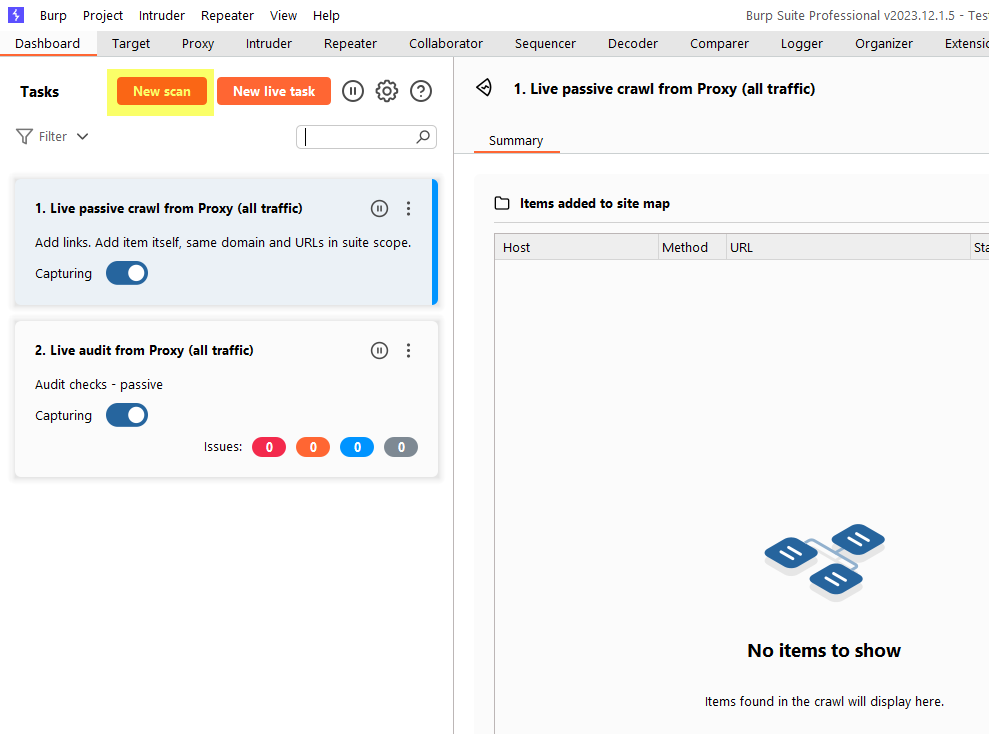 Burp Project Intruder Repeater View Help Burp Suite Professional v2023.12.1.5 - Test
Dashboard Target Proxy Intruder Repeater Collaborator Sequencer Decoder Comparer Logger Organizer Extensio
Tasks New scan New live task
Filter
1. Live passive crawl from Proxy (all traffic)
Add links. Add item itself, same domain and URLs in suite scope.
Capturing
2. Live audit from Proxy (all traffic)
Audit checks - passive
Capturing
Issues: 0 0 0 0
1. Live passive crawl from Proxy (all traffic)
Summary
Items added to site map
Host Method URL Sta
No items to show
Items found in the crawl will display here.